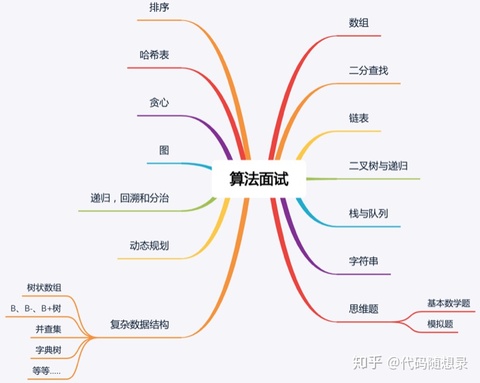 排序
哈希表
贪心
图
递归，回溯和分治
动态规划
复杂数据结构
树状数组
B、B-、B+树
并查集
字典树
等等.....
算法面试
数组
二分查找
链表
二叉树与递归
栈与队列
字符串
思维题
基本数学题
模拟题
知乎 @代码随想录